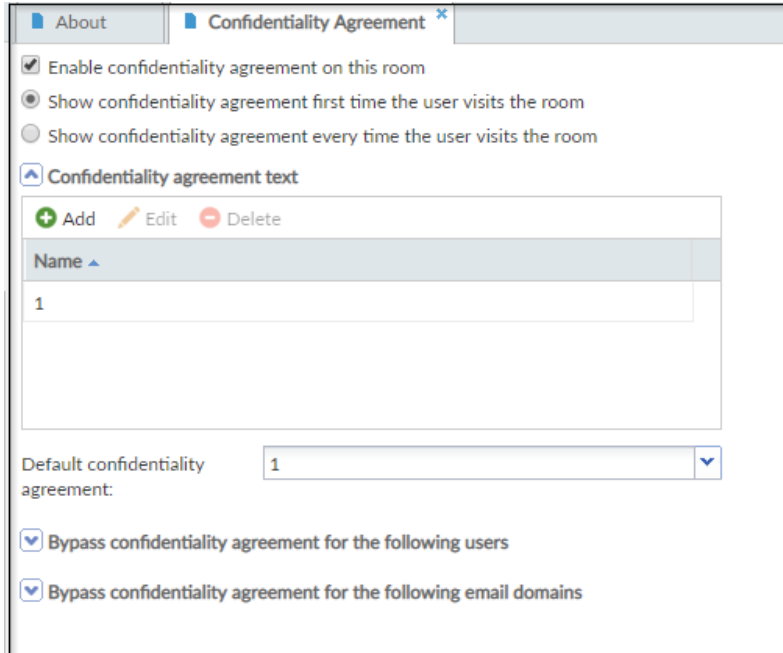 About
Confidentiality Agreement
Enable confidentiality agreement on this room
Show confidentiality agreement first time the user visits the room
Show confidentiality agreement every time the user visits the room
Confidentiality agreement text
Add Edit Delete
Name
1
Default confidentiality
agreement:
1
Bypass confidentiality agreement for the following users
Bypass confidentiality agreement for the following email domains